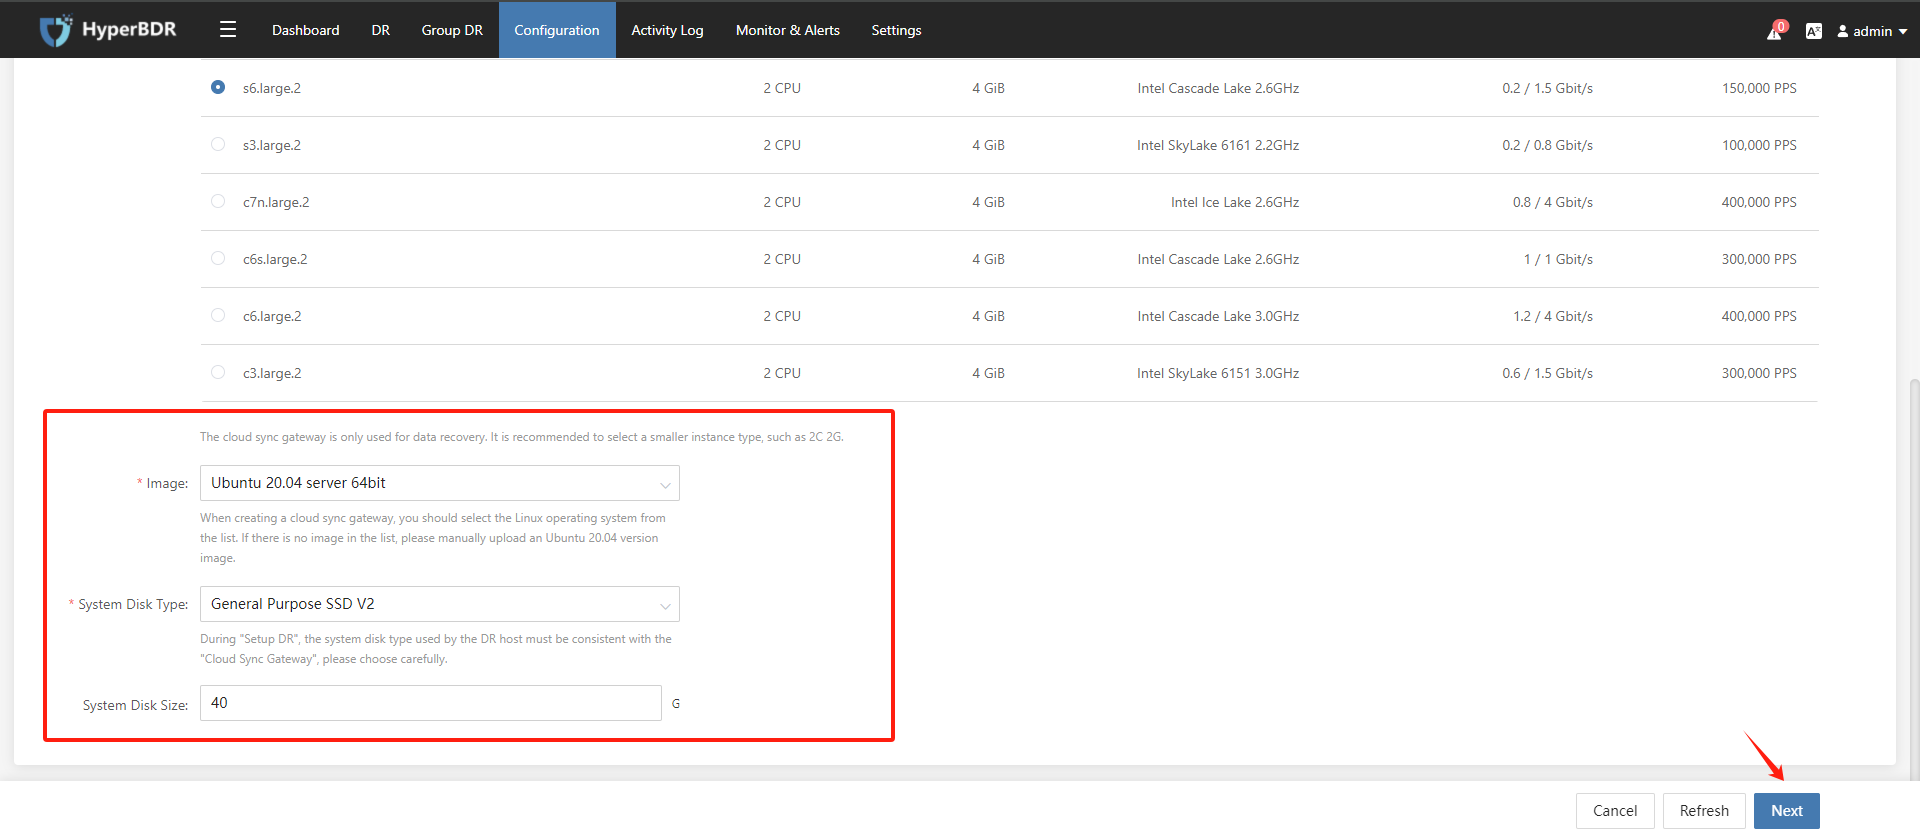 HyperBDR Dashboard DR Group DR Configuration Activity Log Monitor & Alerts Settings 0 admin
s6.large.2 2 CPU 4 GiB Intel Cascade Lake 2.6GHz 0.2 / 1.5 Gbit/s 150,000 PPS
s3.large.2 2 CPU 4 GiB Intel SkyLake 6161 2.2GHz 0.2 / 0.8 Gbit/s 100,000 PPS
c7n.large.2 2 CPU 4 GiB Intel Ice Lake 2.6GHz 0.8 / 4 Gbit/s 400,000 PPS
c6s.large.2 2 CPU 4 GiB Intel Cascade Lake 2.6GHz 1 / 1 Gbit/s 300,000 PPS
c6.large.2 2 CPU 4 GiB Intel Cascade Lake 3.0GHz 1.2 / 4 Gbit/s 400,000 PPS
c3.large.2 2 CPU 4 GiB Intel SkyLake 6151 3.0GHz 0.6 / 1.5 Gbit/s 300,000 PPS
The cloud sync gateway is only used for data recovery. It is recommended to select a smaller instance type, such as 2C 2G.
* Image: Ubuntu 20.04 server 64bit
When creating a cloud sync gateway, you should select the Linux operating system from
the list. If there is no image in the list, please manually upload an Ubuntu 20.04 version
image.
* System Disk Type: General Purpose SSD V2
During "Setup DR", the system disk type used by the DR host must be consistent with the
"Cloud Sync Gateway", please choose carefully.
System Disk Size: 40 G
Cancel Refresh Next